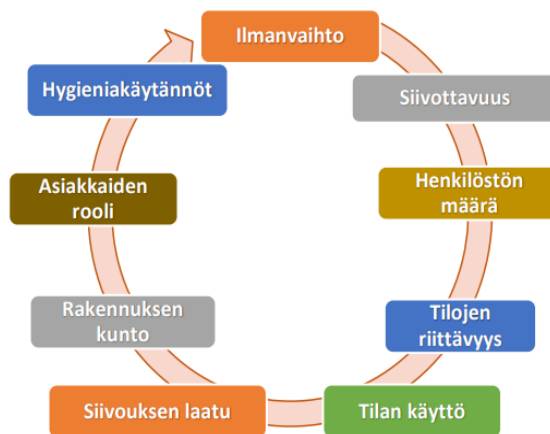 Ilmanvaihto
Siivottavuus
Henkilöstön
määrä
Tilojen
riittävyys
Tilan käyttö
Siivouksen laatu
Rakennuksen
kunto
Asiakkaiden
rooli
Hygieniakäytännöt